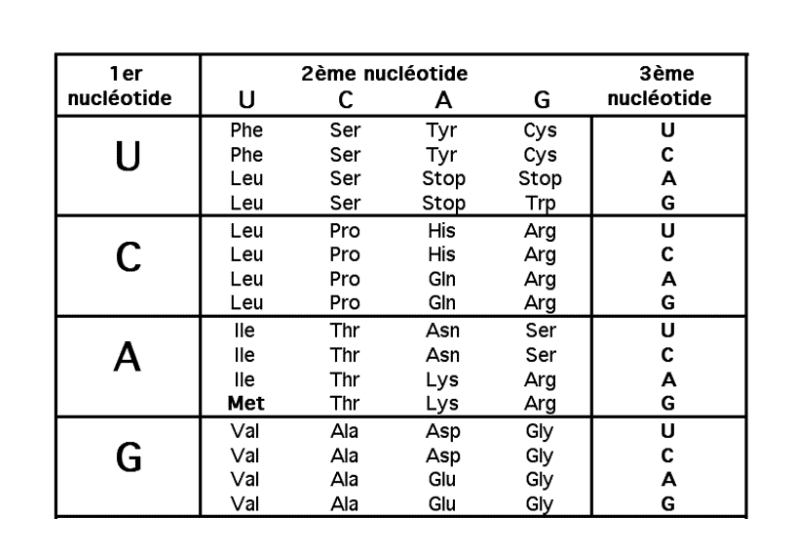 1er 2ème nucléotide 3ème
nucléotide U C A G nucléotide
Phe Ser Tyr Cys U
U Phe Ser Tyr Cys C
Leu Ser Stop Stop A
Leu Ser Stop Trp G
Leu Pro His Arg U
C Leu Pro His Arg C
Leu Pro Gln Arg A
Leu Pro Gln Arg G
Ile Thr Asn Ser U
A Ile Thr Asn Ser C
Ile Thr Lys Arg A
Met Thr Lys Arg G
Val Ala Asp Gly U
G Val Ala Asp Gly C
Val Ala Glu Gly A
Val Ala Glu Gly G